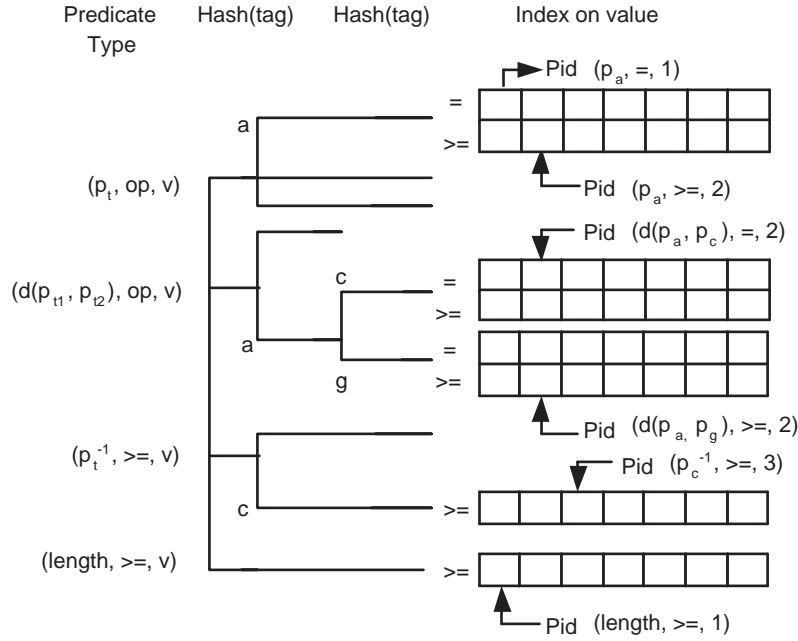 Predicate Type
Hash(tag)
Hash(tag)
Index on value
Pid (p_a, =, 1)
a
=
>=
(p_t, op, v)
Pid (p_a, >=, 2)
Pid (d(p_a, p_c), =, 2)
(d(p_t1, p_t2), op, v)
c
=
>=
a
=
g
>=
Pid (d(p_a, p_g), >=, 2)
(p_t^-1, >=, v)
Pid (p_c^-1, >=, 3)
c
>=
(length, >=, v)
>=
Pid (length, >=, 1)